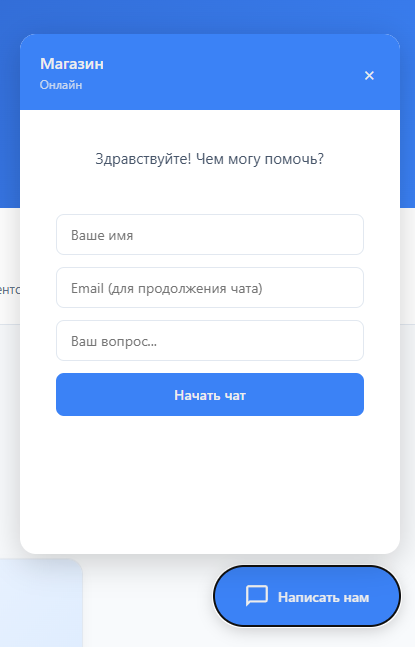 Магазин
Онлайн
Здравствуйте! Чем могу помочь?
Ваше имя
Email (для продолжения чата)
Ваш вопрос...
Начать чат
Написать нам